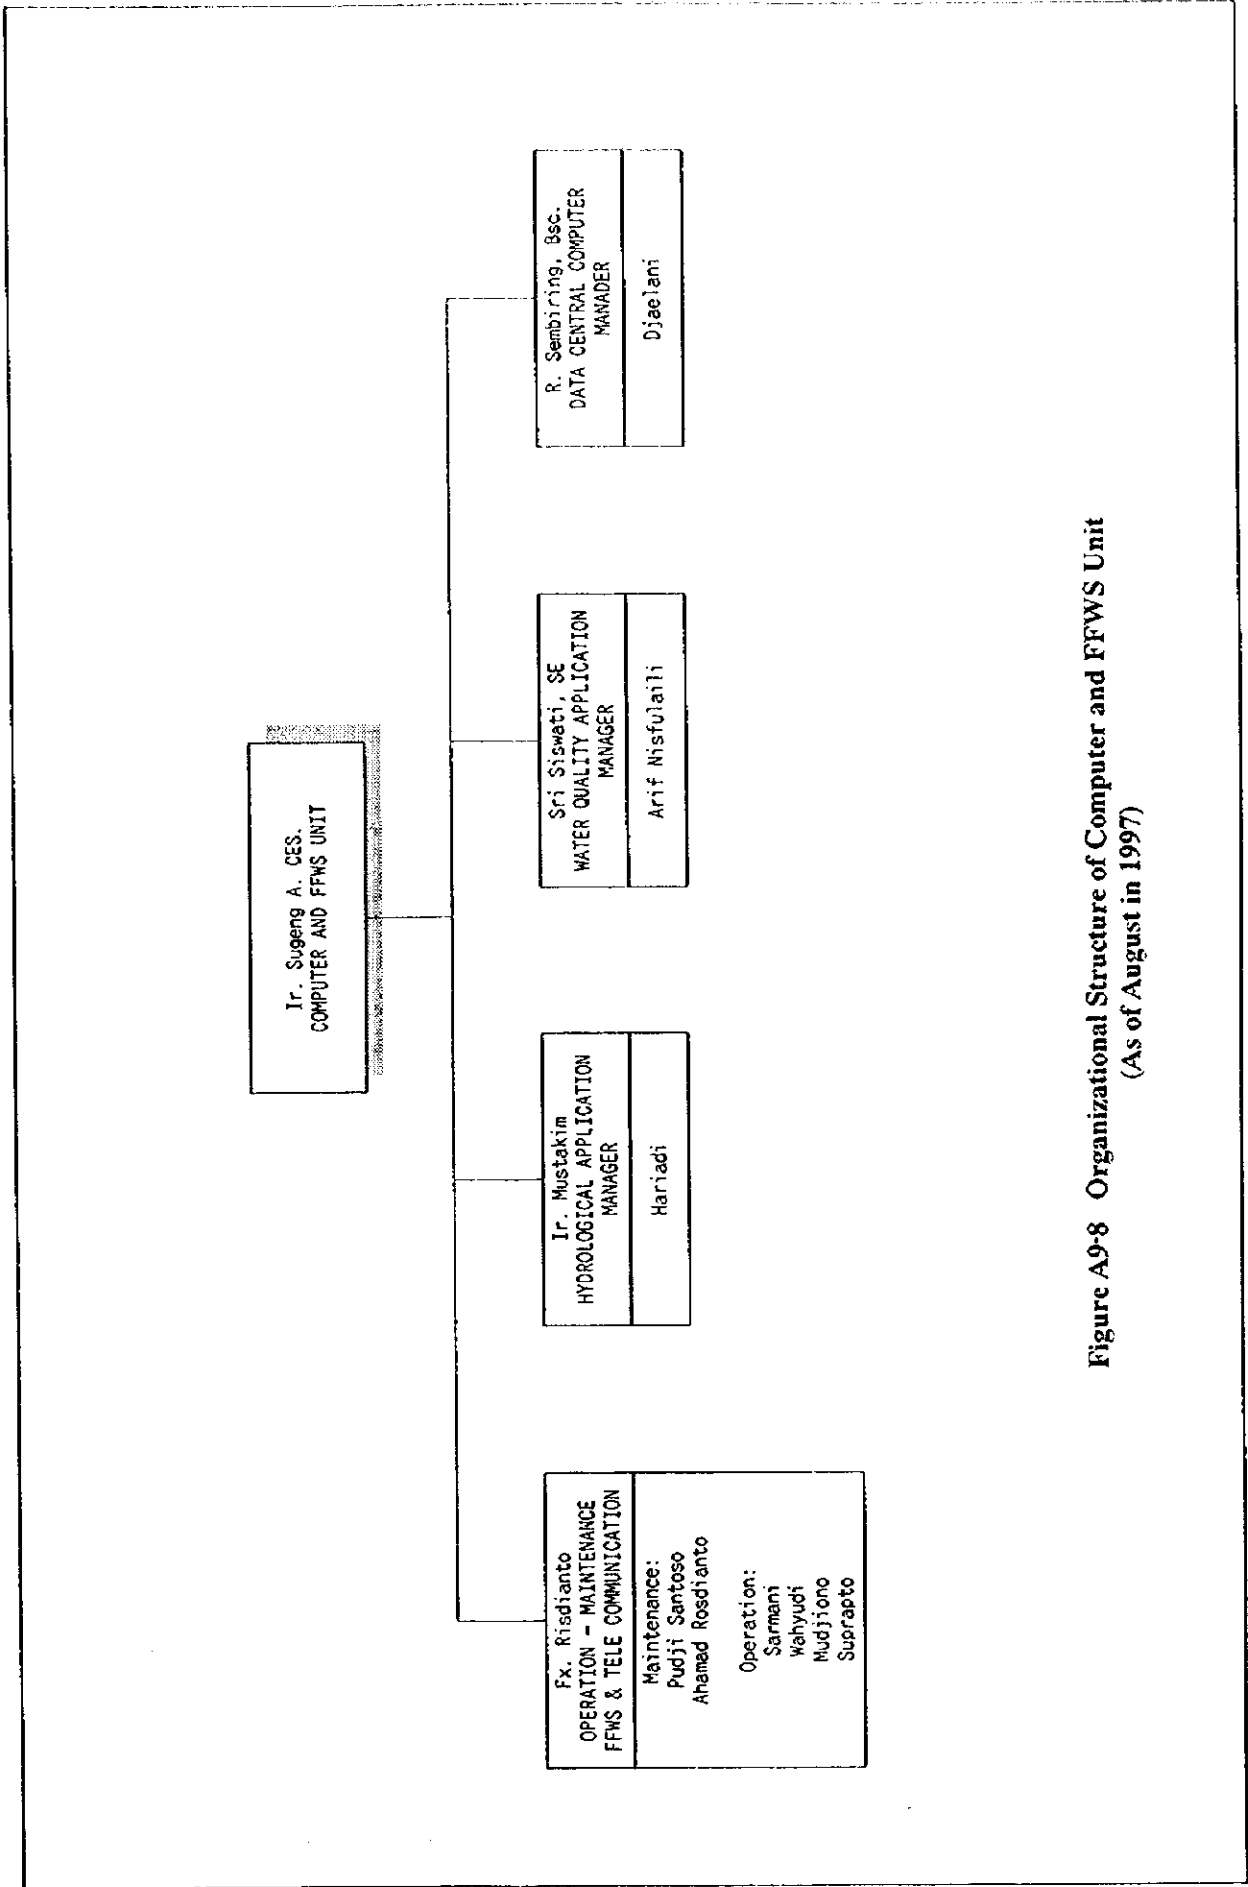 Ir. Sugeng A. CES.
COMPUTER AND FFWS UNIT
Fx. Risdianto
OPERATION - MAINTENANCE
FFWS & TELE COMMUNICATION
Maintenance:
Pudji Santoso
Ahamad Rosdianto
Operation:
Sarmani
Wahyudi
Mudjiono
Suprapto
Ir. Mustakim
HYDROLOGICAL APPLICATION
MANAGER
Hariadi
Sri Siswati, SE
WATER QUALITY APPLICATION
MANAGER
Arif Nisfulaili
R. Sembiring, Bsc.
DATA CENTRAL COMPUTER
MANADER
Djaelani
Figure A9-8 Organizational Structure of Computer and FFWS Unit
(As of August in 1997)